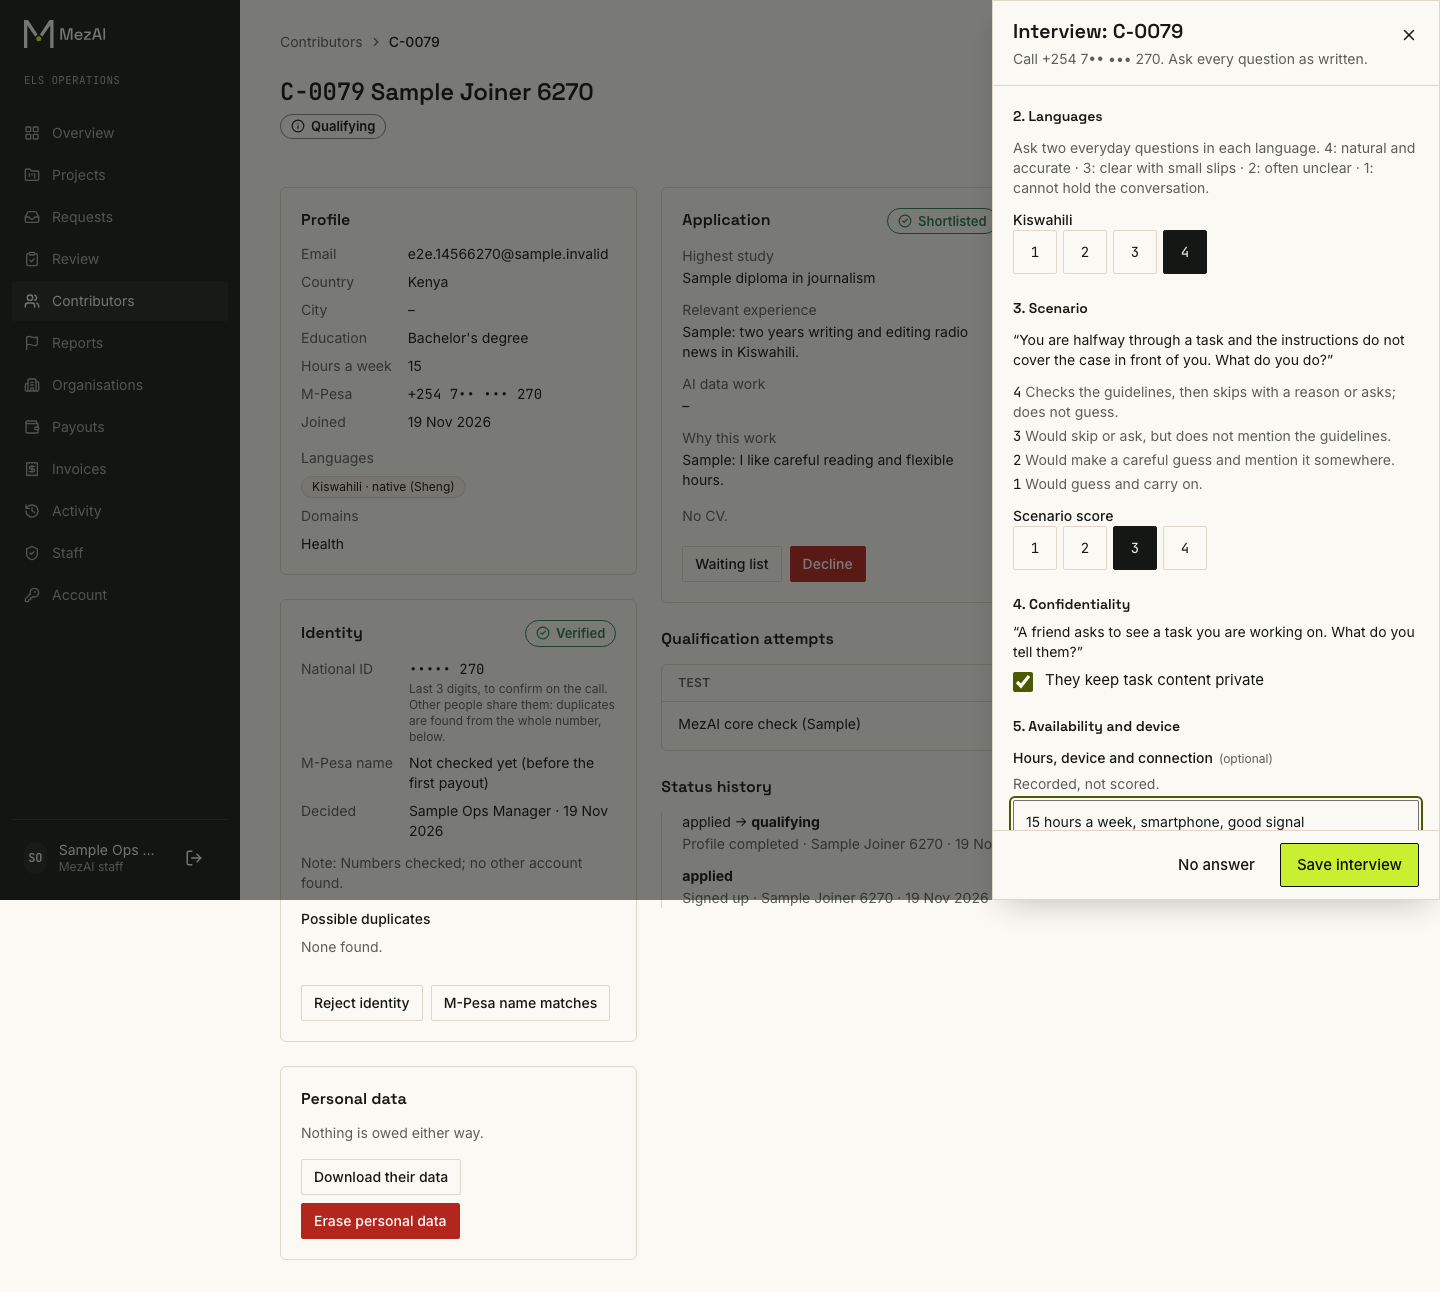 MezAI
ELS OPERATIONS
Overview
Projects
Requests
Review
Contributors
Reports
Organisations
Payouts
Invoices
Activity
Staff
Account
SO
Sample Ops ...
MezAI staff
Contributors > C-0079
C-0079 Sample Joiner 6270
Qualifying
Profile
Email e2e.14566270@sample.invalid
Country Kenya
City –
Education Bachelor's degree
Hours a week 15
M-Pesa +254 7•• ••• 270
Joined 19 Nov 2026
Languages
Kiswahili · native (Sheng)
Domains
Health
Identity
Verified
National ID ••••• 270
Last 3 digits, to confirm on the call.
Other people share them: duplicates
are found from the whole number,
below.
M-Pesa name Not checked yet (before the
first payout)
Decided Sample Ops Manager · 19 Nov
2026
Note: Numbers checked; no other account
found.
Possible duplicates
None found.
Reject identity
M-Pesa name matches
Personal data
Nothing is owed either way.
Download their data
Erase personal data
Application
Shortlisted
Highest study
Sample diploma in journalism
Relevant experience
Sample: two years writing and editing radio
news in Kiswahili.
AI data work
–
Why this work
Sample: I like careful reading and flexible
hours.
No CV.
Waiting list
Decline
Qualification attempts
TEST
MezAI core check (Sample)
Status history
applied → qualifying
Profile completed · Sample Joiner 6270 · 19 No
applied
Signed up · Sample Joiner 6270 · 19 Nov 2026
Interview: C-0079
Call +254 7•• ••• 270. Ask every question as written.
2. Languages
Ask two everyday questions in each language. 4: natural and
accurate · 3: clear with small slips · 2: often unclear · 1:
cannot hold the conversation.
Kiswahili
1 2 3 4
3. Scenario
“You are halfway through a task and the instructions do not
cover the case in front of you. What do you do?”
4 Checks the guidelines, then skips with a reason or asks;
does not guess.
3 Would skip or ask, but does not mention the guidelines.
2 Would make a careful guess and mention it somewhere.
1 Would guess and carry on.
Scenario score
1 2 3 4
4. Confidentiality
“A friend asks to see a task you are working on. What do you
tell them?”
They keep task content private
5. Availability and device
Hours, device and connection (optional)
Recorded, not scored.
15 hours a week, smartphone, good signal
No answer
Save interview